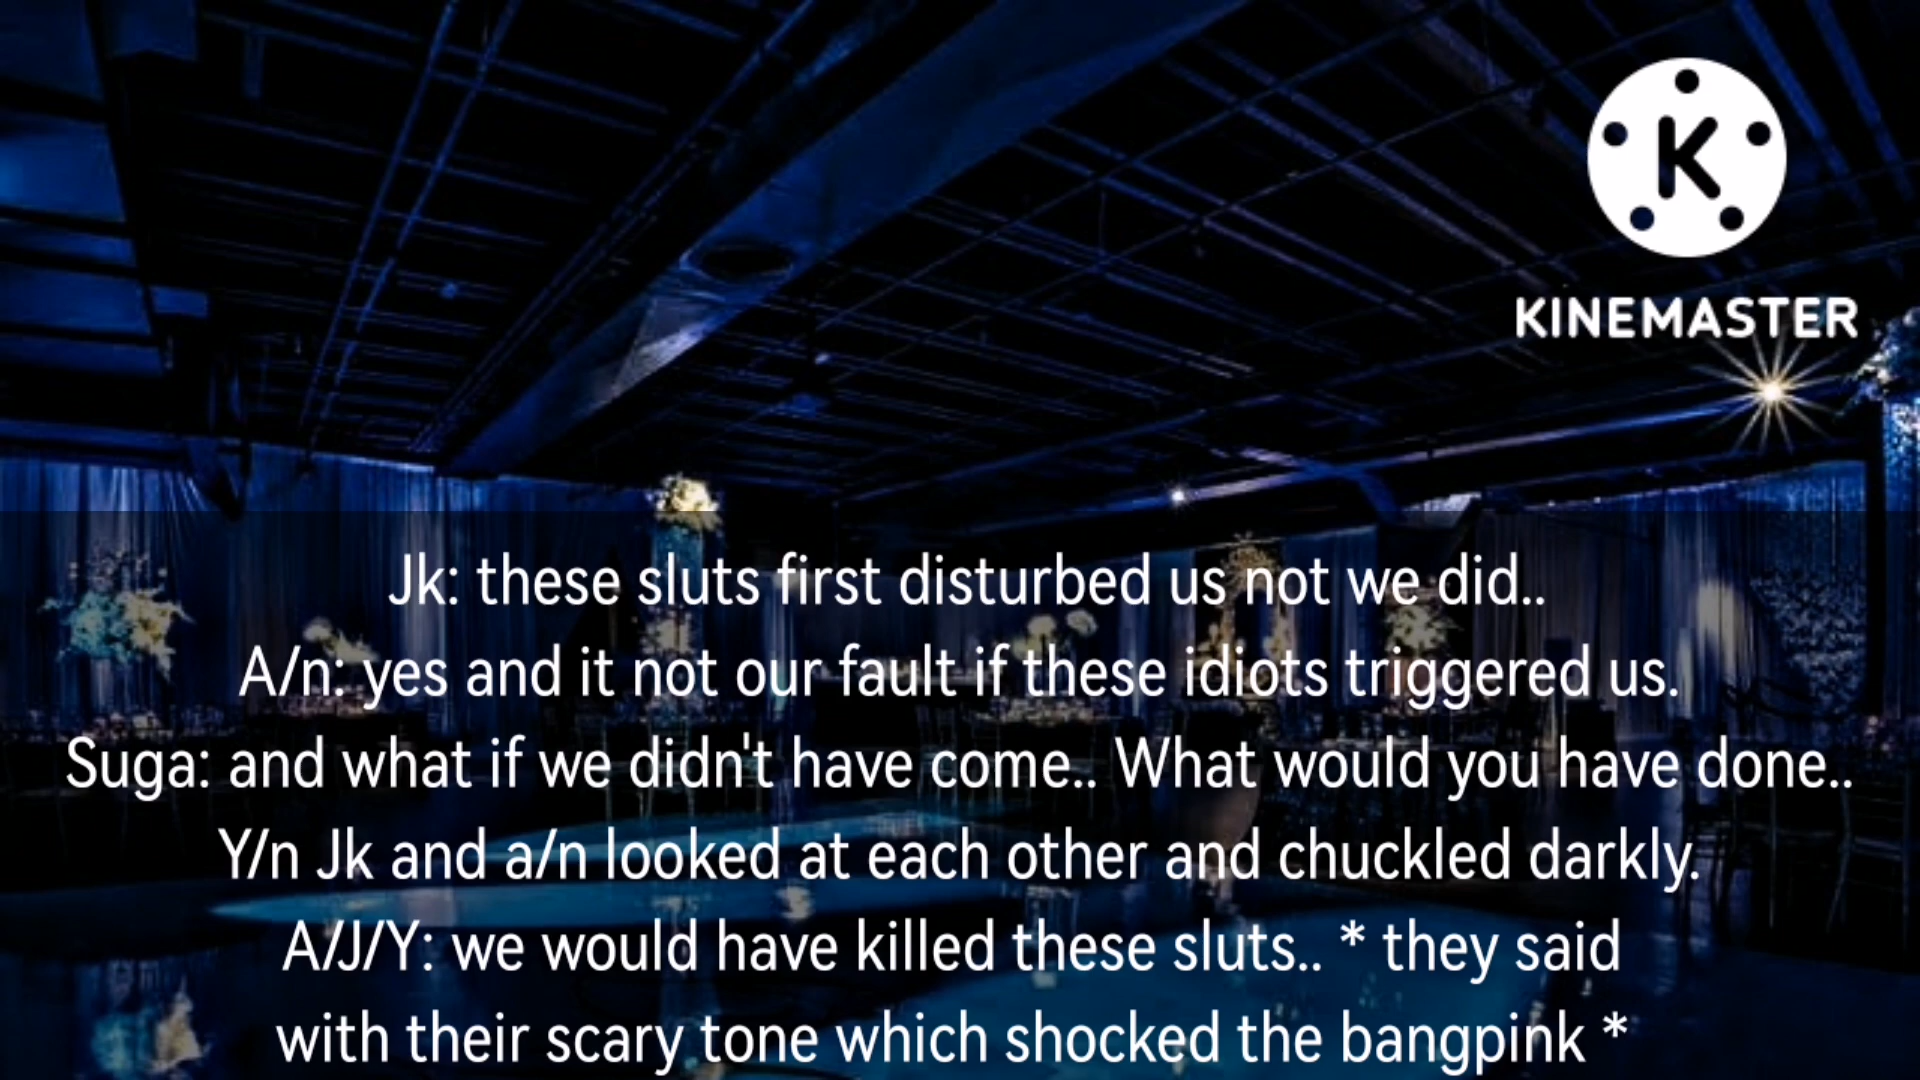 KINEMASTER
Jk: these sluts first disturbed us not we did..
A/n: yes and it not our fault if these idiots triggered us.
Suga: and what if we didn't have come.. What would you have done..
Y/n Jk and a/n looked at each other and chuckled darkly.
A/J/Y: we would have killed these sluts.. * they said
with their scary tone which shocked the bangpink *